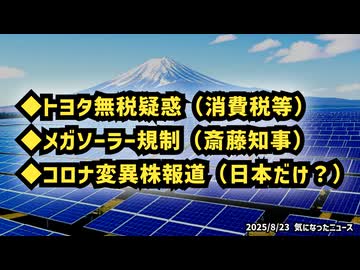 ◆トヨタ無税疑惑（消費税等）
◆メガソーラー規制（斎藤知事）
◆コロナ変異株報道（日本だけ？）
2025/8/23 気になったニュース